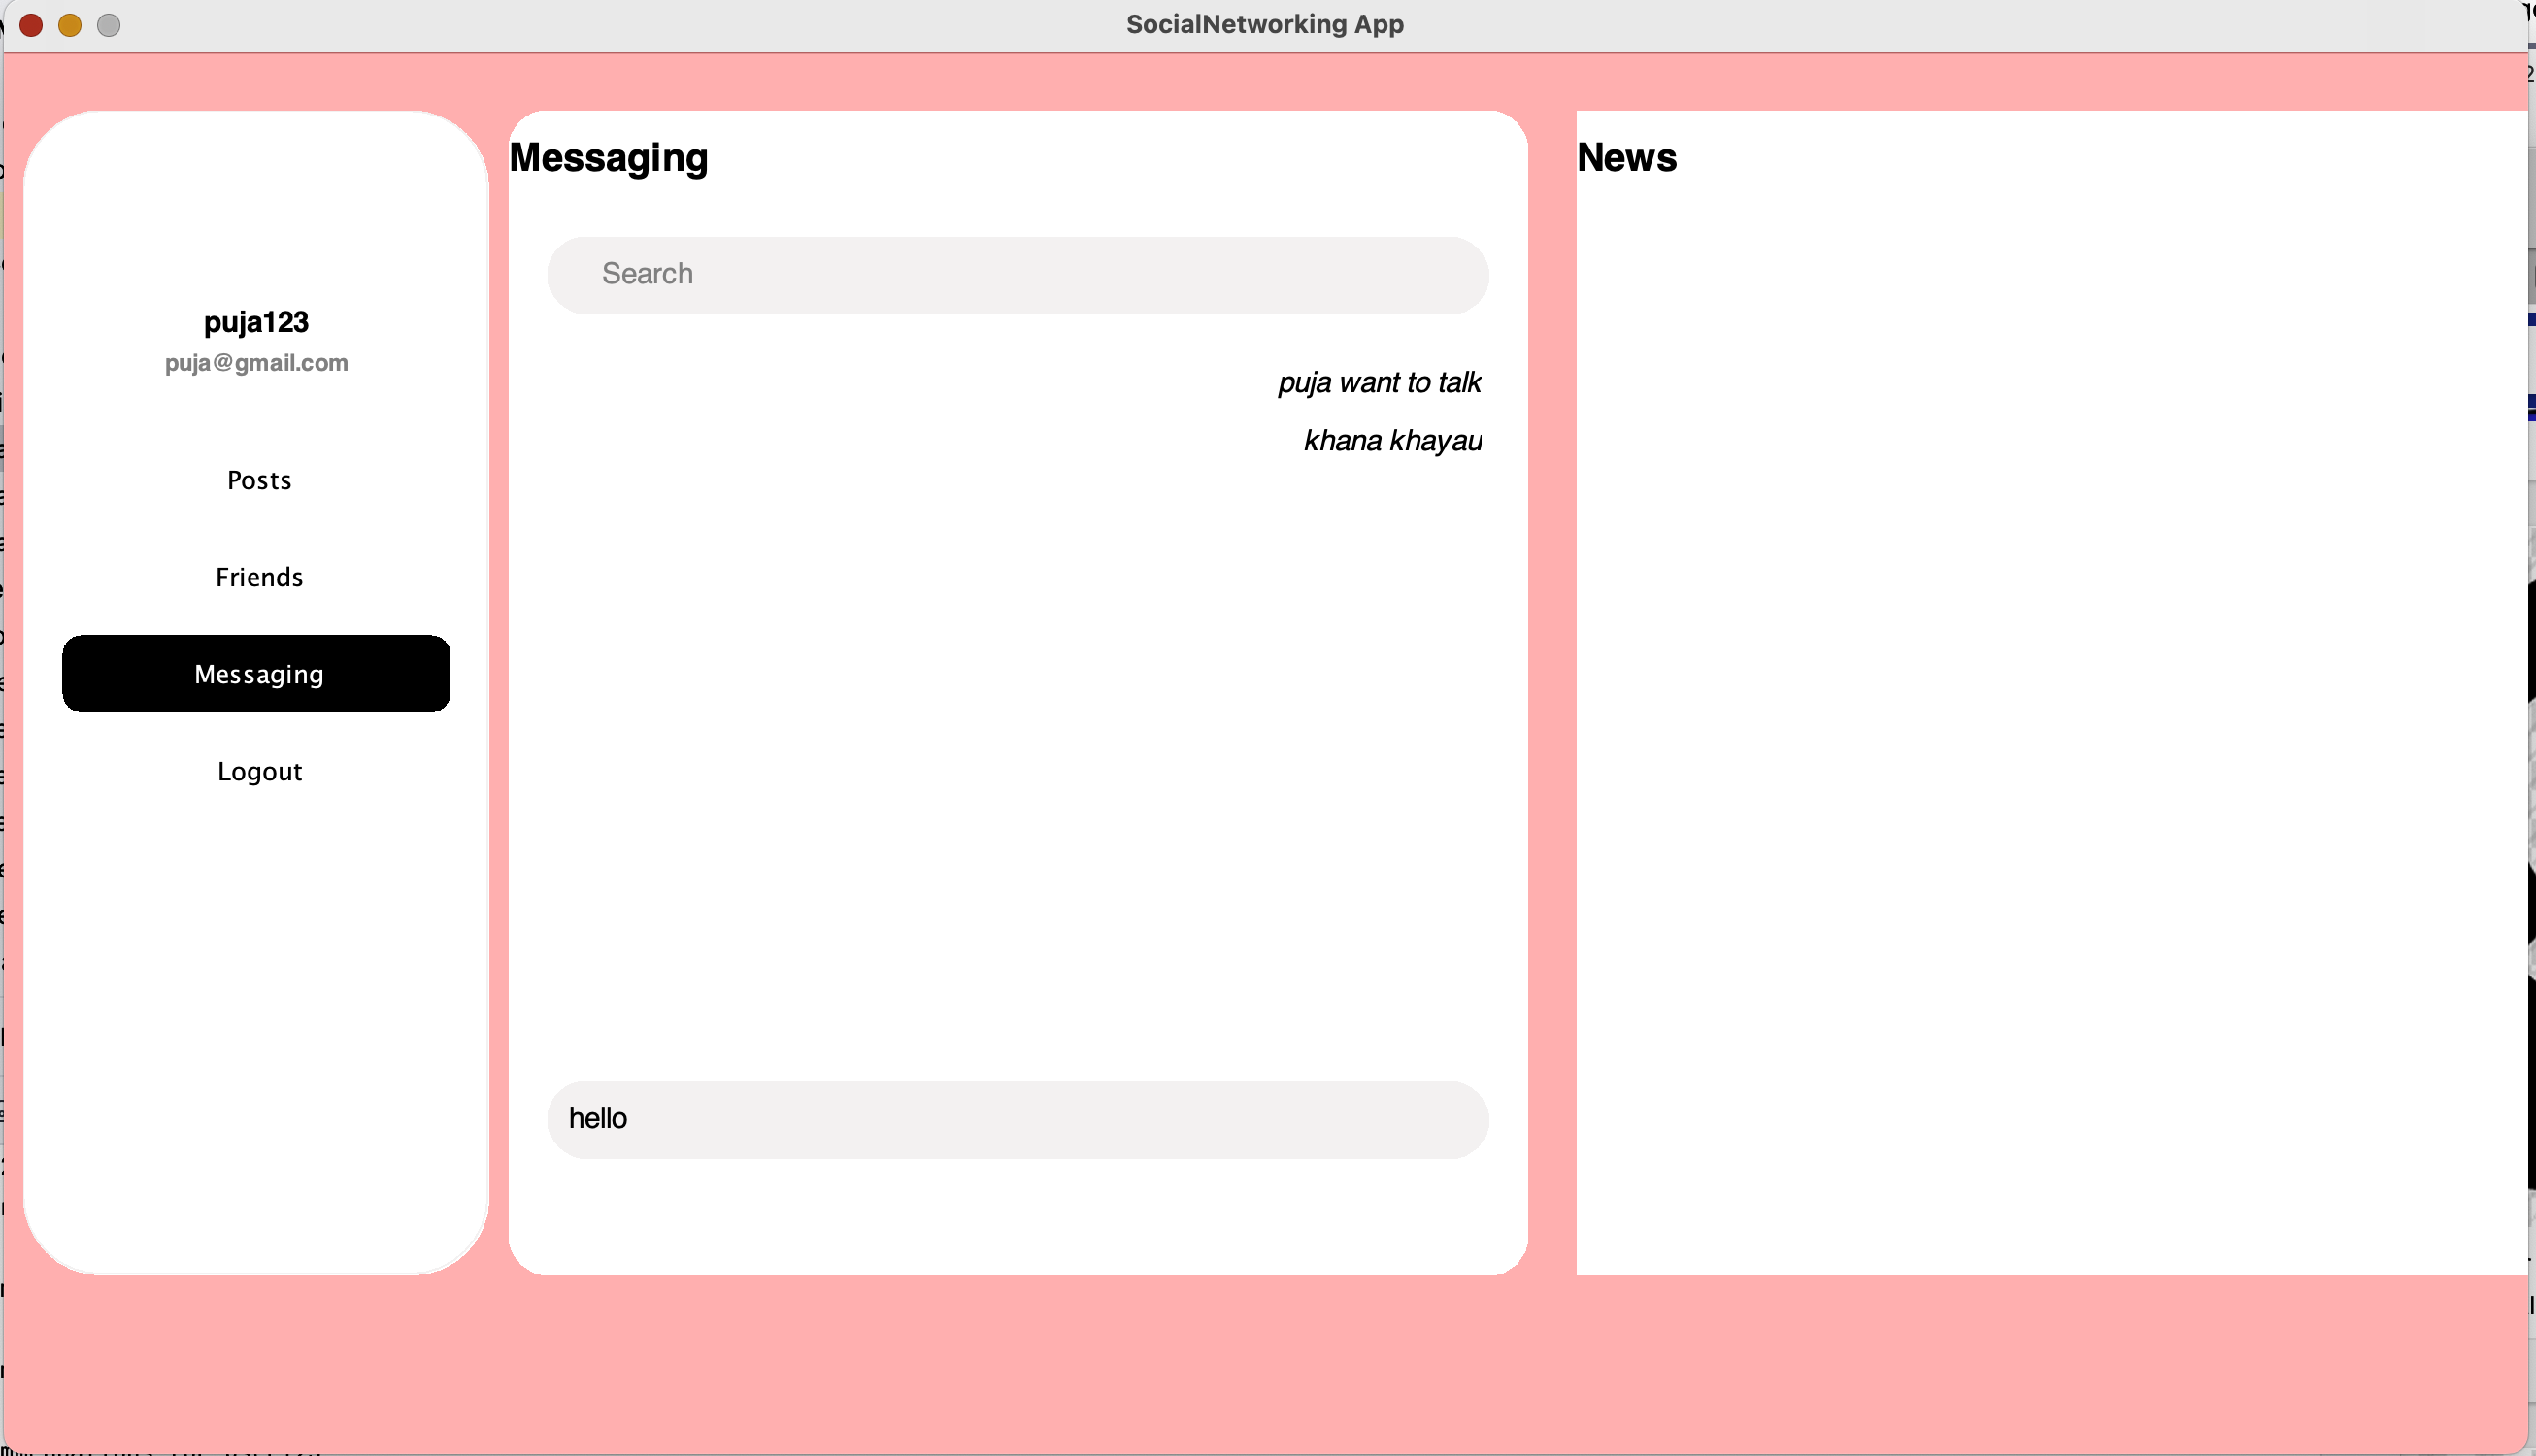 SocialNetworking App
puja123
puja@gmail.com
Posts
Friends
Messaging
Logout
Messaging
Search
puja want to talk
khana khayau
hello
News